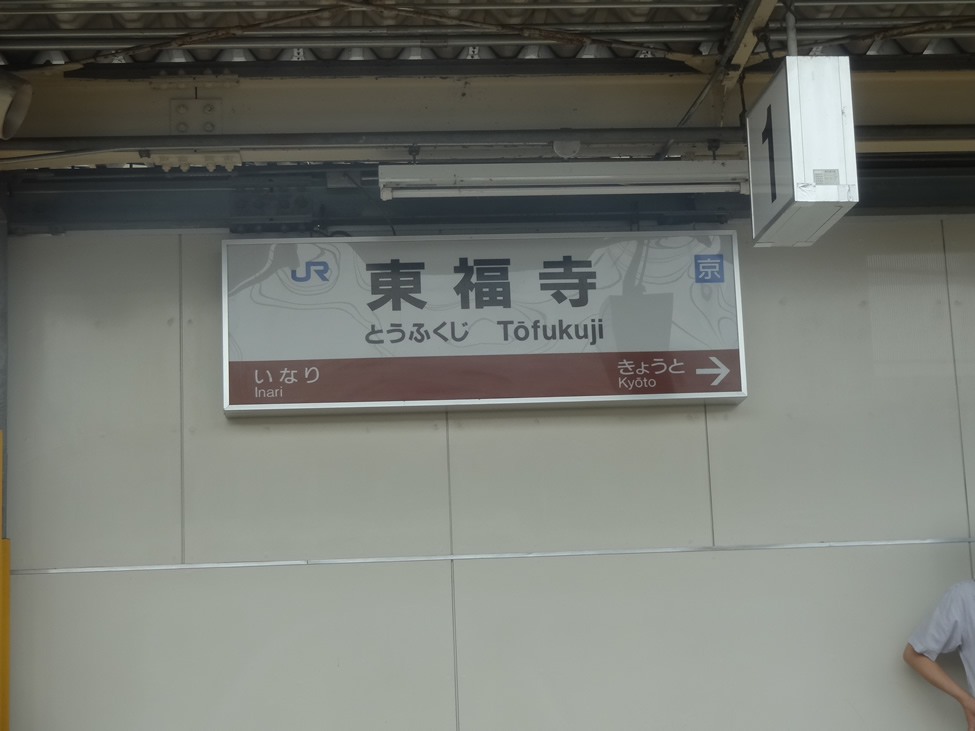 1
JR
京
東福寺
とうふくじ Tōfukuji
いなり
Inari
きょうと →
Kyōto